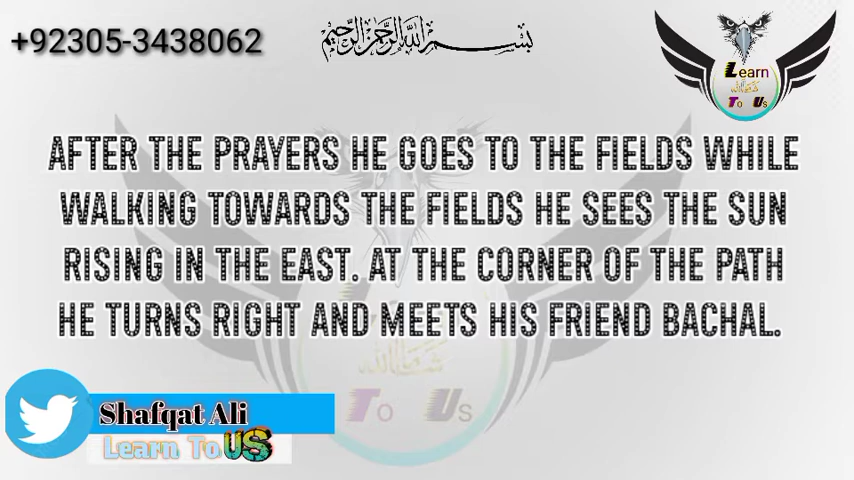 +92305-3438062
بسم الله الرحمن الرحيم
Learn
To Us
AFTER THE PRAYERS HE GOES TO THE FIELDS WHILE
WALKING TOWARDS THE FIELDS HE SEES THE SUN
RISING IN THE EAST. AT THE CORNER OF THE PATH
HE TURNS RIGHT AND MEETS HIS FRIEND BACHAL.
To Us
Shafqat Ali
Learn To US